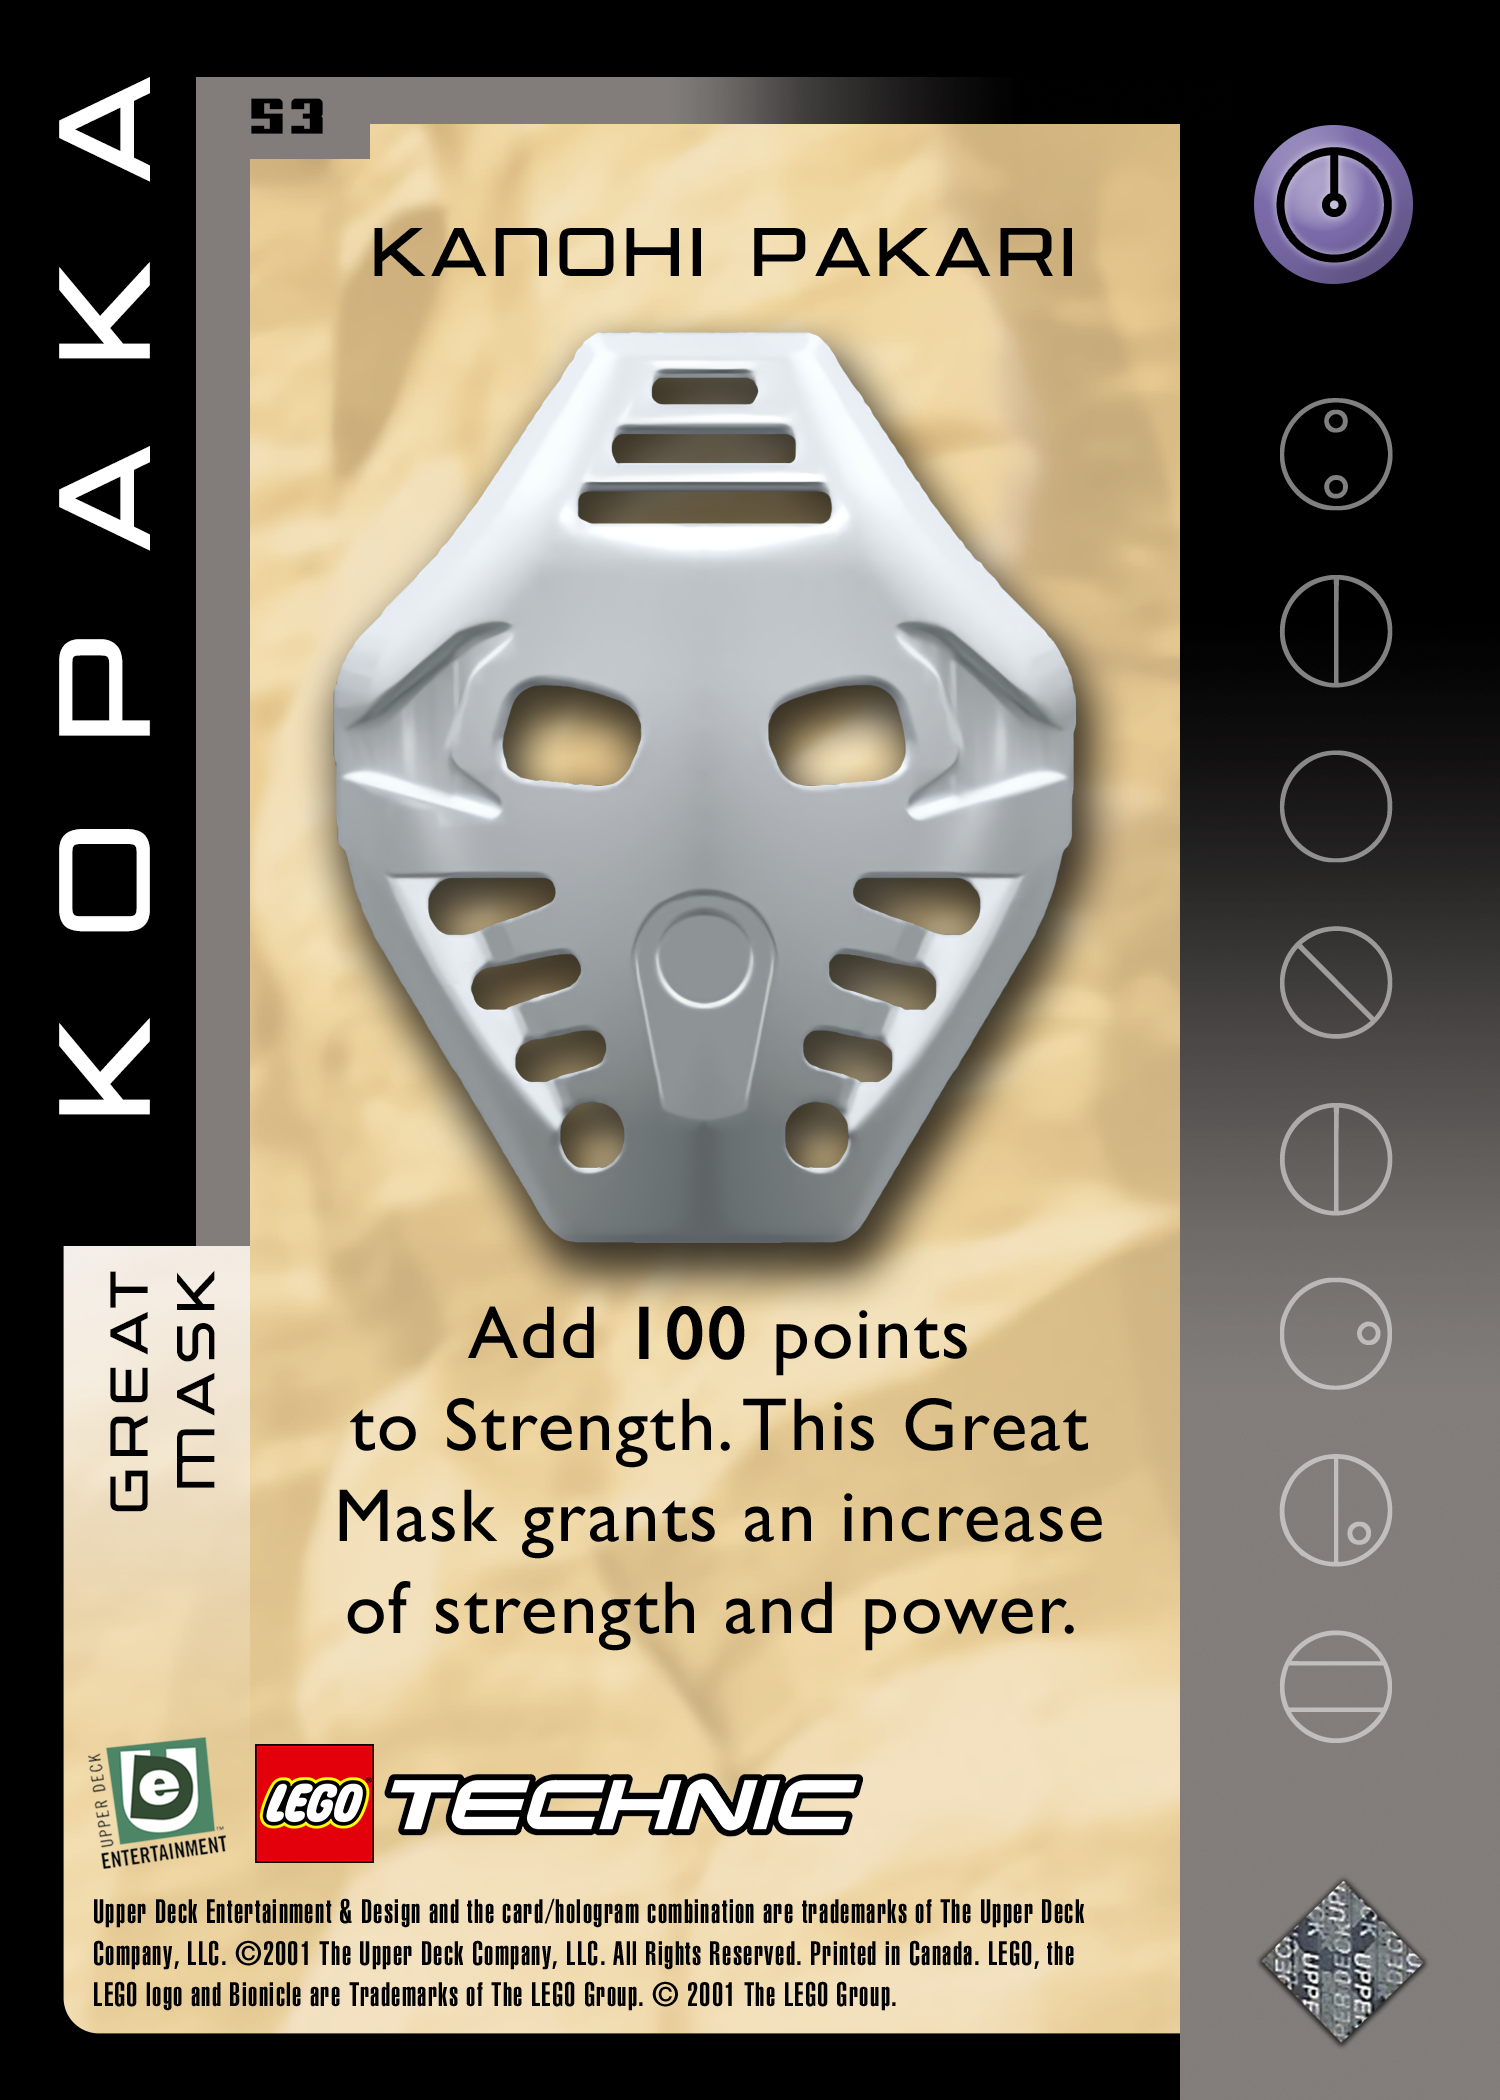 KOPAKA
53
KANOHI PAKARI
GREAT
MASK
Add 100 points
to Strength. This Great
Mask grants an increase
of strength and power.
UPPER DECK
ENTERTAINMENT
LEGO TECHNIC
Upper Deck Entertainment & Design and the card/hologram combination are trademarks of The Upper Deck
Company, LLC. ©2001 The Upper Deck Company, LLC. All Rights Reserved. Printed in Canada. LEGO, the
LEGO logo and Bionicle are Trademarks of The LEGO Group. © 2001 The LEGO Group.